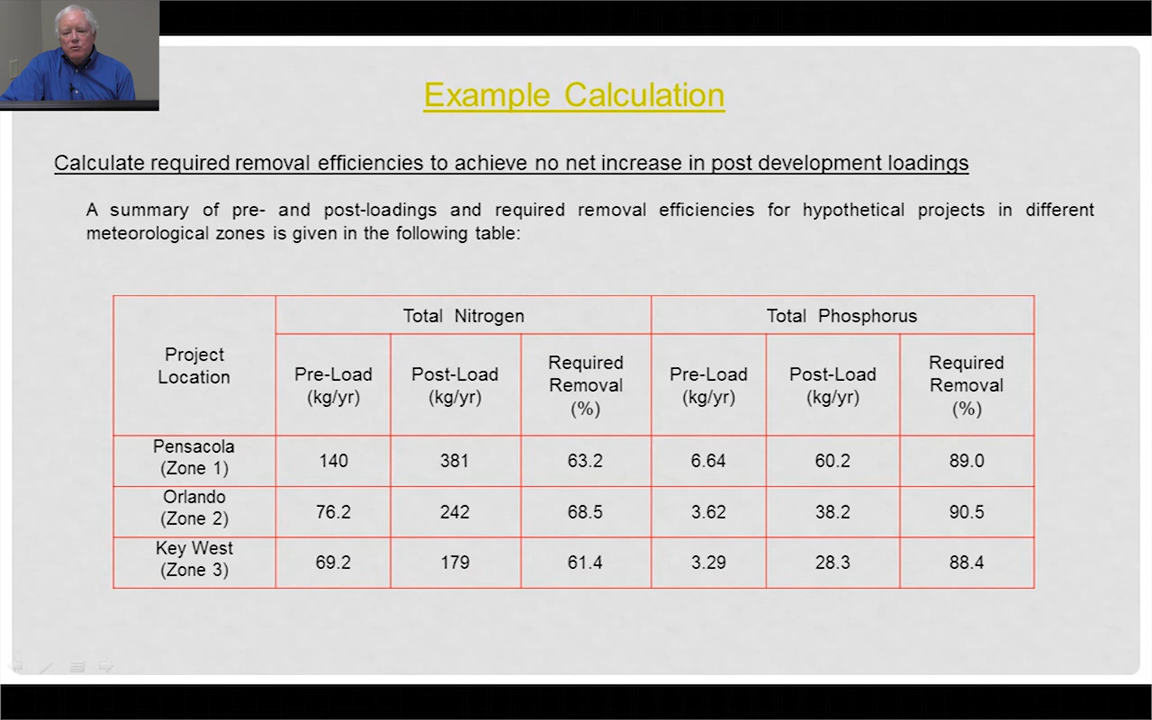 Example Calculation
Calculate required removal efficiencies to achieve no net increase in post development loadings
A summary of pre- and post-loadings and required removal efficiencies for hypothetical projects in different
meteorological zones is given in the following table:
Project Location Total Nitrogen Total Phosphorus
Pre-Load (kg/yr) Post-Load (kg/yr) Required Removal (%) Pre-Load (kg/yr) Post-Load (kg/yr) Required Removal (%)
Pensacola (Zone 1) 140 381 63.2 6.64 60.2 89.0
Orlando (Zone 2) 76.2 242 68.5 3.62 38.2 90.5
Key West (Zone 3) 69.2 179 61.4 3.29 28.3 88.4